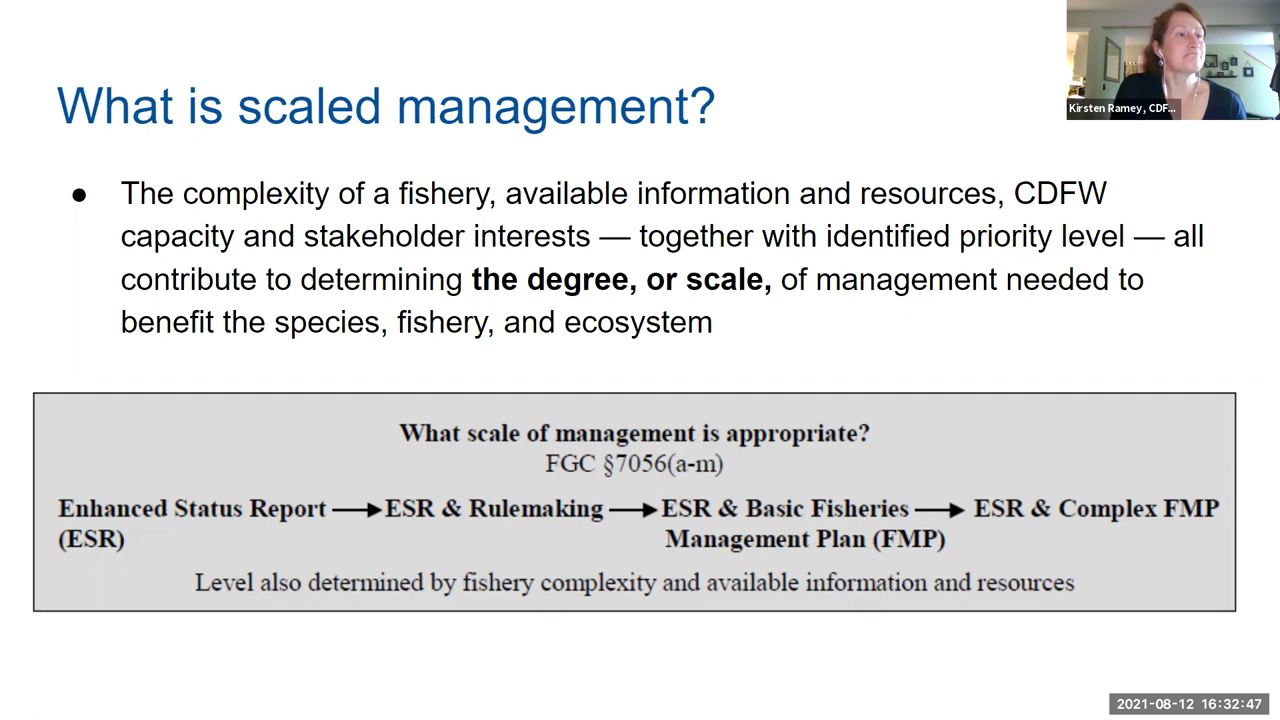 What is scaled management?
Kirsten Ramey, CDF...
● The complexity of a fishery, available information and resources, CDFW
capacity and stakeholder interests — together with identified priority level — all
contribute to determining the degree, or scale, of management needed to
benefit the species, fishery, and ecosystem
What scale of management is appropriate?
FGC §7056(a-m)
Enhanced Status Report
(ESR)
ESR & Rulemaking
ESR & Basic Fisheries
Management Plan (FMP)
ESR & Complex FMP
Level also determined by fishery complexity and available information and resources
2021-08-12 16:32:47